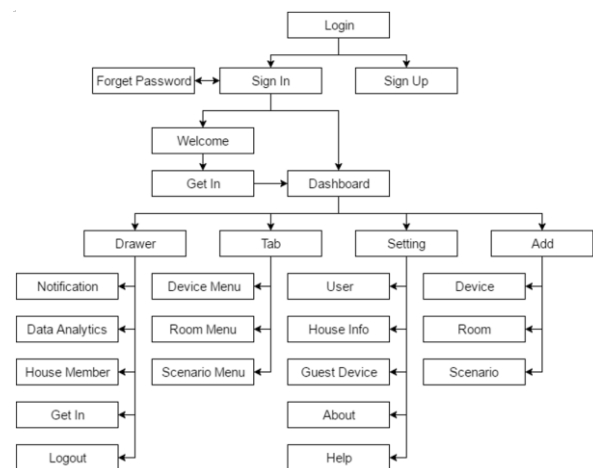 Login
Forget Password
Sign In
Sign Up
Welcome
Get In
Dashboard
Drawer
Tab
Setting
Add
Notification
Device Menu
User
Device
Data Analytics
Room Menu
House Info
Room
House Member
Scenario Menu
Guest Device
Scenario
Get In
About
Logout
Help